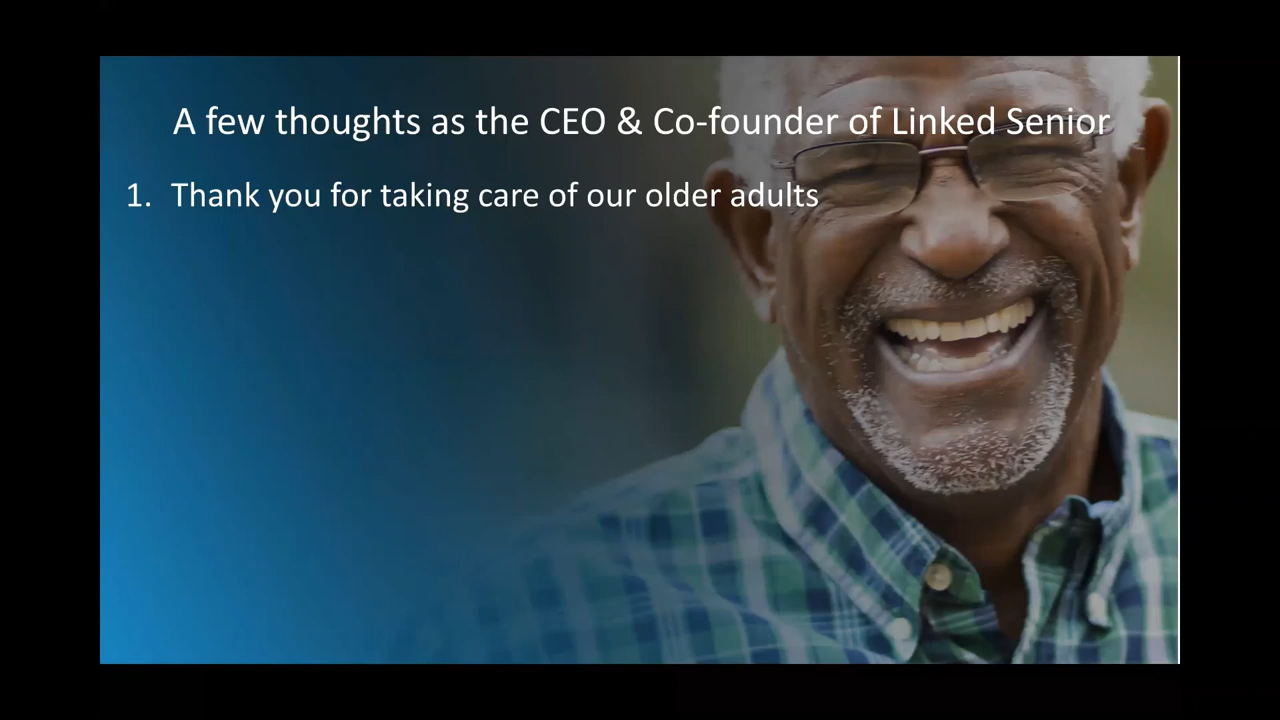 A few thoughts as the CEO & Co-founder of Linked Senior
1. Thank you for taking care of our older adults